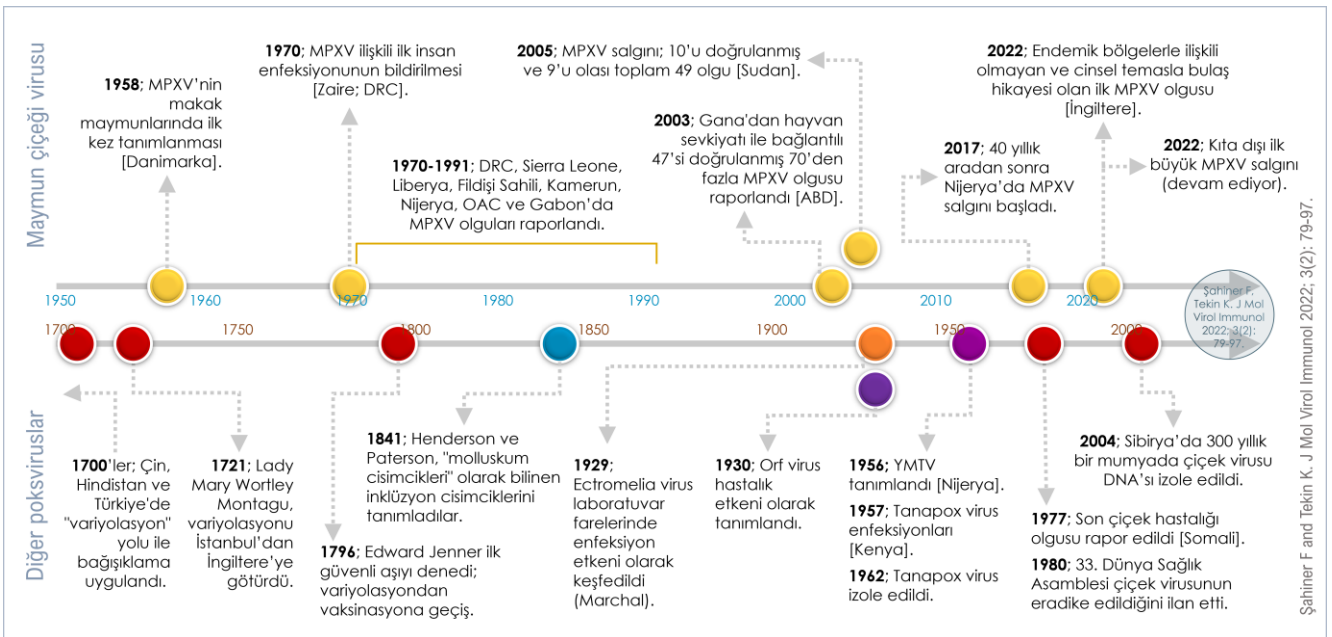 Maymun çiçeği virusu
1958; MPXV’nin
makak
maymunlarında ilk
kez tanımlanması
[Danimarka].
1970; MPXV ilişkili ilk insan
enfeksiyonunun bildirilmesi
[Zaire; DRC].
1970-1991; DRC, Sierra Leone,
Liberya, Fildişi Sahili, Kamerun,
Nijerya, OAC ve Gabon’da
MPXV olguları raporlandı.
2005; MPXV salgını; 10’u doğrulanmış
ve 9’u olası toplam 49 olgu [Sudan].
2003; Gana'dan hayvan
sevkiyatı ile bağlantılı
47’si doğrulanmış 70’den
fazla MPXV olgusu
raporlandı [ABD].
2017; 40 yıllık
aradan sonra
Nijerya’da MPXV
salgını başladı.
2022; Endemik bölgelerle ilişkili
olmayan ve cinsel temasla bulaş
hikayesi olan ilk MPXV olgusu
[İngiltere].
2022; Kıta dışı ilk
büyük MPXV salgını
(devam ediyor).
1950 1960 1970 1980 1990 2000 2010 2020
1700 1750 1800 1850 1900 1950 2000
Şahiner F,
Tekin K. J Mol
Virol Immunol
2022; 3(2):
79-97.
Diğer poksviruslar
1700’ler; Çin,
Hindistan ve
Türkiye'de
"variyolasyon"
yolu ile
bağışıklama
uygulandı.
1721; Lady
Mary Wortley
Montagu,
variyolasyonu
İstanbul’dan
İngiltere’ye
götürdü.
1796; Edward Jenner ilk
güvenli aşıyı denedi;
variyolasyondan
vaksinasyona geçiş.
1841; Henderson ve
Paterson, "molluskum
cisimcikleri" olarak bilinen
inklüzyon cisimciklerini
tanımladılar.
1929;
Ectromelia virus
laboratuvar
farelerinde
enfeksiyon
etkeni olarak
keşfedildi
(Marchal).
1930; Orf virus
hastalık
etkeni olarak
tanımlandı.
1956; YMTV
tanımlandı [Nijerya].
1957; Tanapox virus
enfeksiyonları
[Kenya].
1962; Tanapox virus
izole edildi.
1977; Son çiçek hastalığı
olgusu rapor edildi [Somali].
1980; 33. Dünya Sağlık
Asamblesi çiçek virusunun
eradike edildiğini ilan etti.
2004; Sibirya’da 300 yıllık
bir mumyada çiçek virusu
DNA’sı izole edildi.
Şahiner F and Tekin K. J Mol Virol Immunol 2022; 3(2): 79-97.